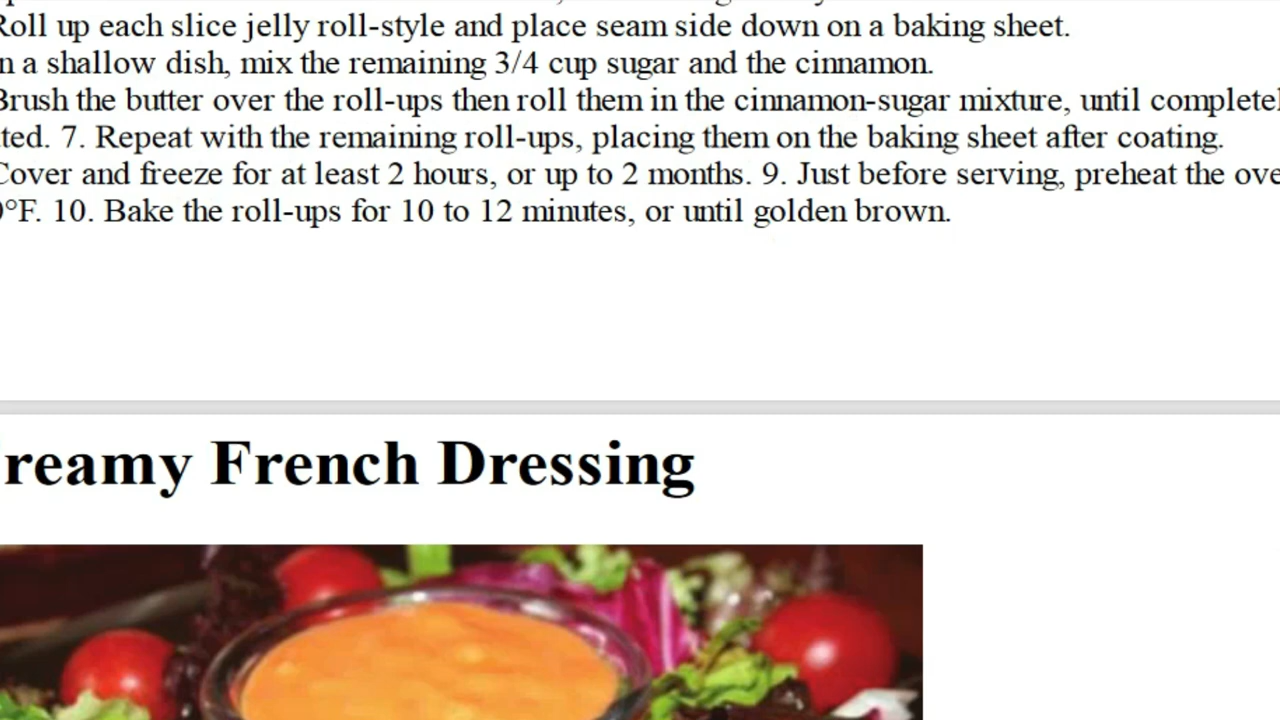 Roll up each slice jelly roll-style and place seam side down on a baking sheet.
n a shallow dish, mix the remaining 3/4 cup sugar and the cinnamon.
Brush the butter over the roll-ups then roll them in the cinnamon-sugar mixture, until completel
ted. 7. Repeat with the remaining roll-ups, placing them on the baking sheet after coating.
Cover and freeze for at least 2 hours, or up to 2 months. 9. Just before serving, preheat the ove
°F. 10. Bake the roll-ups for 10 to 12 minutes, or until golden brown.
reamy French Dressing